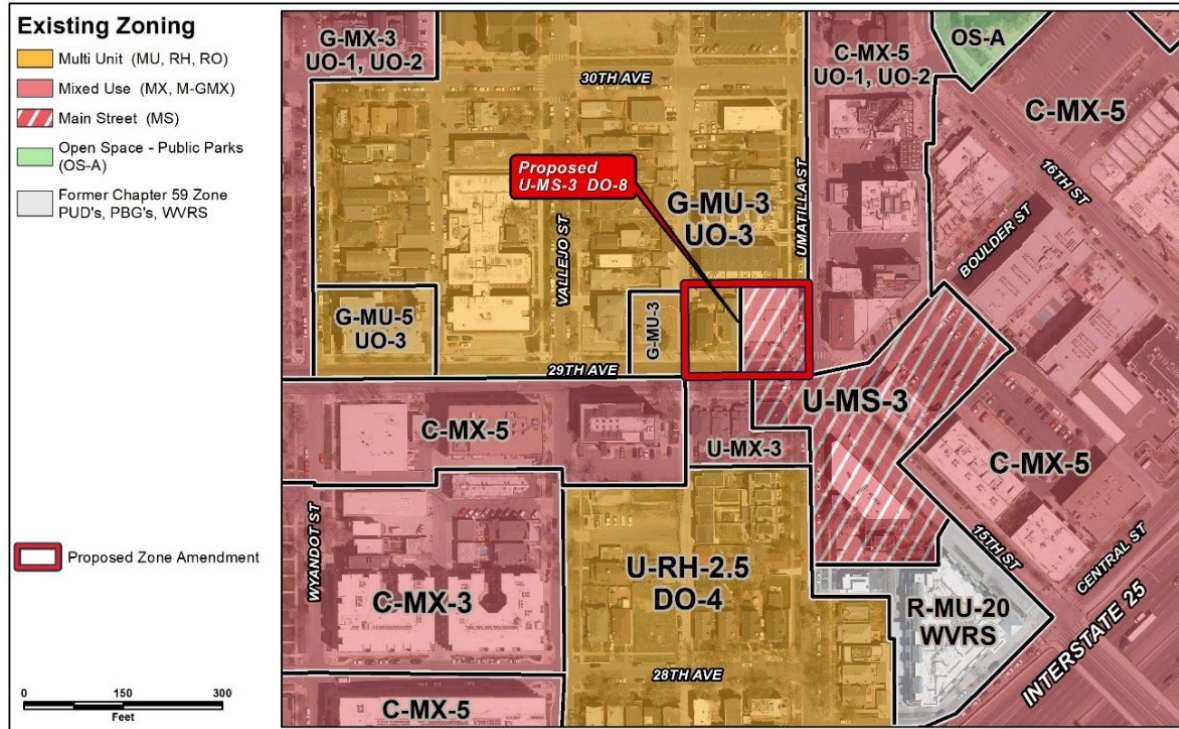 Existing Zoning
Multi Unit (MU, RH, RO)
Mixed Use (MX, M-GMX)
Main Street (MS)
Open Space - Public Parks
(OS-A)
Former Chapter 59 Zone
PUD's, PBG's, WVRS
Proposed Zone Amendment
0 150 300
Feet
G-MX-3
UO-1, UO-2
30TH AVE
C-MX-5
UO-1, UO-2
OS-A
C-MX-5
16TH ST
Proposed
U-MS-3 DO-8
G-MU-3
UO-3
UMATILLA ST
BOULDER ST
VALLEJO ST
G-MU-5
UO-3
G-MU-3
29TH AVE
C-MX-5
U-MX-3
U-MS-3
C-MX-5
WYANDOT ST
C-MX-3
U-RH-2.5
DO-4
15TH ST
CENTRAL ST
R-MU-20
WVRS
INTERSTATE 25
28TH AVE
C-MX-5